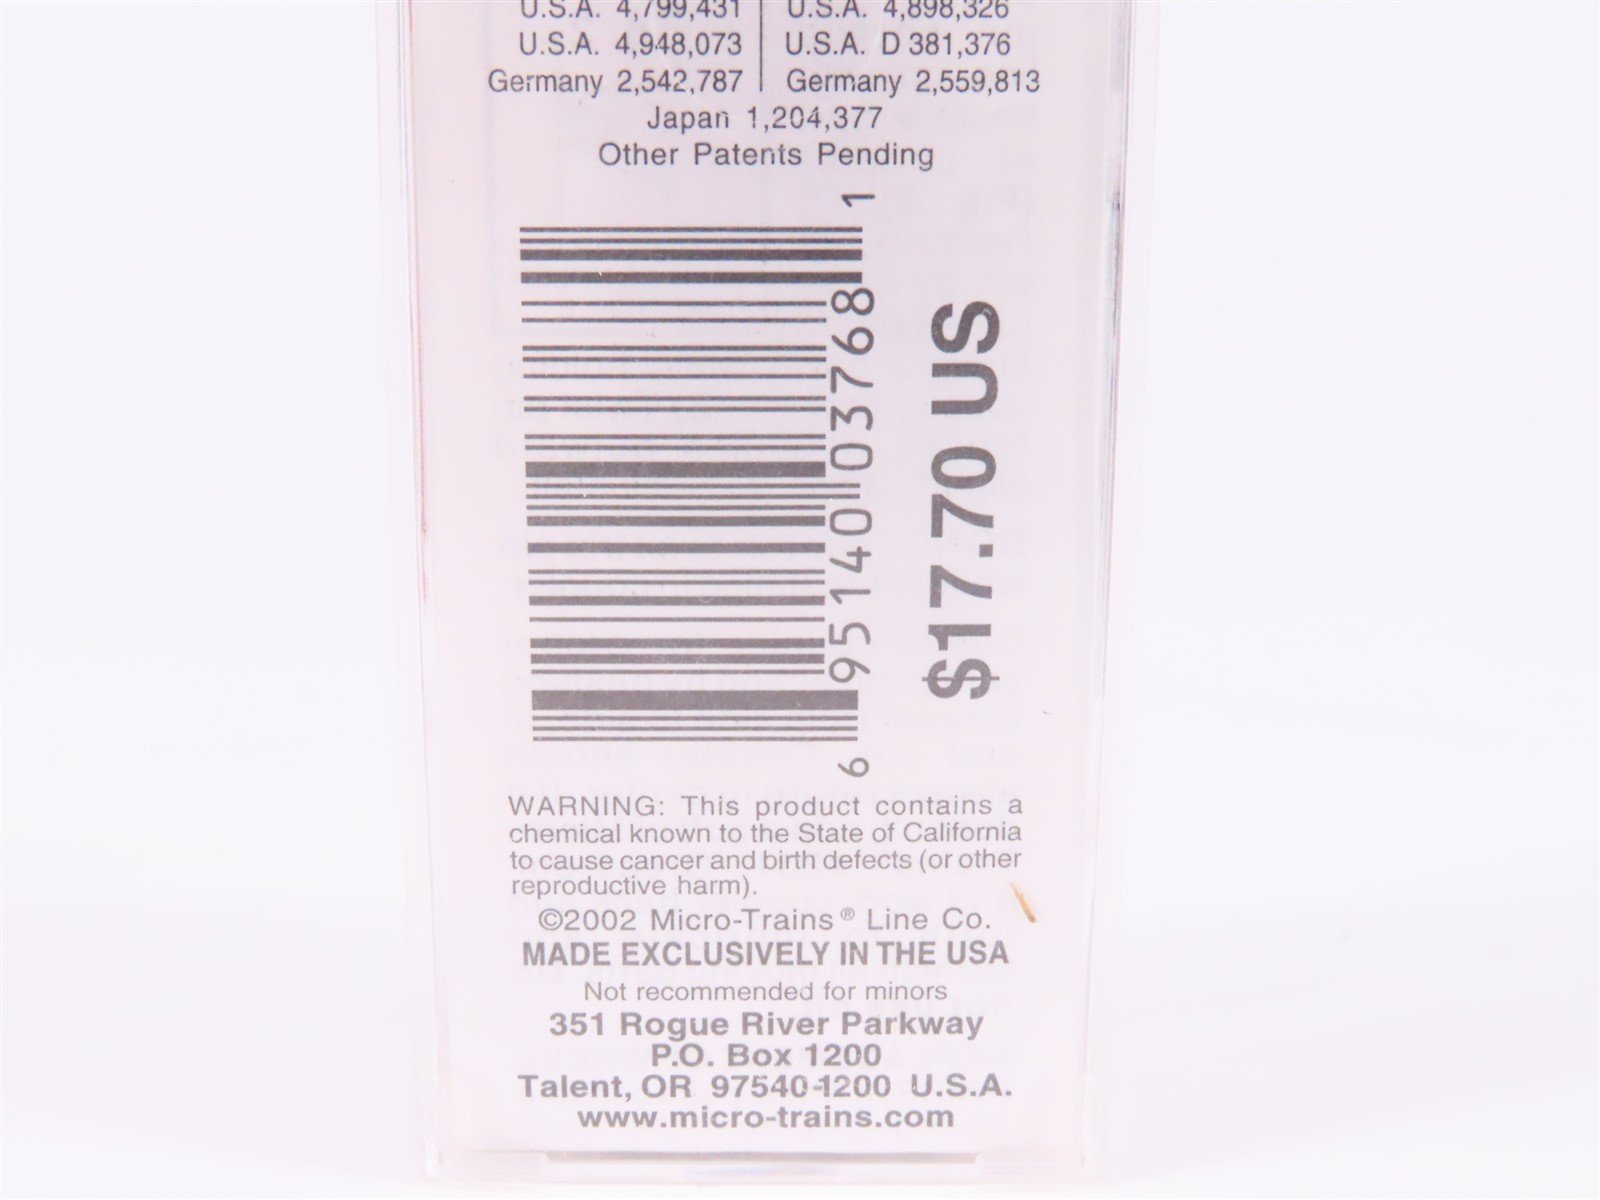 U.S.A. 4,799,431 U.S.A. 4,898,326
U.S.A. 4,948,073 U.S.A. D 381,376
Germany 2,542,787 Germany 2,559,813
Japan 1,204,377
Other Patents Pending
6 95140 03768 1
$17.70 US
WARNING: This product contains a
chemical known to the State of California
to cause cancer and birth defects (or other
reproductive harm).
©2002 Micro-Trains® Line Co.
MADE EXCLUSIVELY IN THE USA
Not recommended for minors
351 Rogue River Parkway
P.O. Box 1200
Talent, OR 97540-1200 U.S.A.
www.micro-trains.com